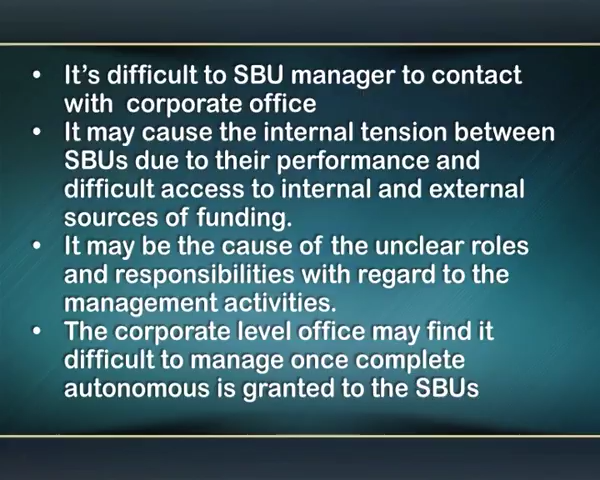 • It's difficult to SBU manager to contact
with corporate office
• It may cause the internal tension between
SBUs due to their performance and
difficult access to internal and external
sources of funding.
• It may be the cause of the unclear roles
and responsibilities with regard to the
management activities.
• The corporate level office may find it
difficult to manage once complete
autonomous is granted to the SBUs